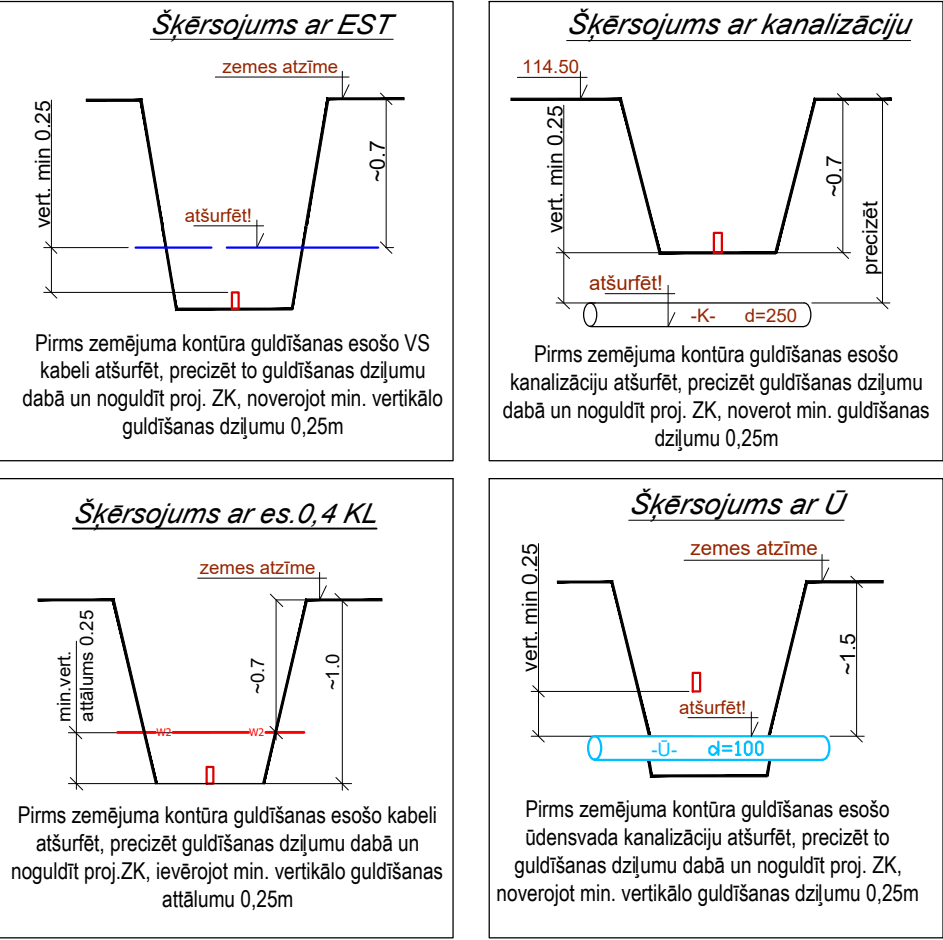 Šķērsojums ar EST
zemes atzīme
vert. min 0.25
~0.7
atšurfēt!
Pirms zemējuma kontūra guldīšanas esošo VS
kabeli atšurfēt, precizēt to guldīšanas dziļumu
dabā un noguldīt proj. ZK, noverojot min. vertikālo
guldīšanas dziļumu 0,25m
Šķērsojums ar kanalizāciju
114.50
vert. min 0.25
~0.7
precizēt
atšurfēt!
-K- d=250
Pirms zemējuma kontūra guldīšanas esošo
kanalizāciju atšurfēt, precizēt guldīšanas dziļumu
dabā un noguldīt proj. ZK, noverot min. guldīšanas
dziļumu 0,25m
Šķērsojums ar es.0,4 KL
zemes atzīme
min.vert.
attālums 0.25
~0.7
~1.0
W2 W2
Pirms zemējuma kontūra guldīšanas esošo kabeli
atšurfēt, precizēt guldīšanas dziļumu dabā un
noguldīt proj.ZK, ievērojot min. vertikālo guldīšanas
attālumu 0,25m
Šķērsojums ar Ū
zemes atzīme
vert. min 0.25
~1.5
atšurfēt!
-Ū- d=100
Pirms zemējuma kontūra guldīšanas esošo
ūdensvada kanalizāciju atšurfēt, precizēt to
guldīšanas dziļumu dabā un noguldīt proj. ZK,
noverojot min. vertikālo guldīšanas dziļumu 0,25m